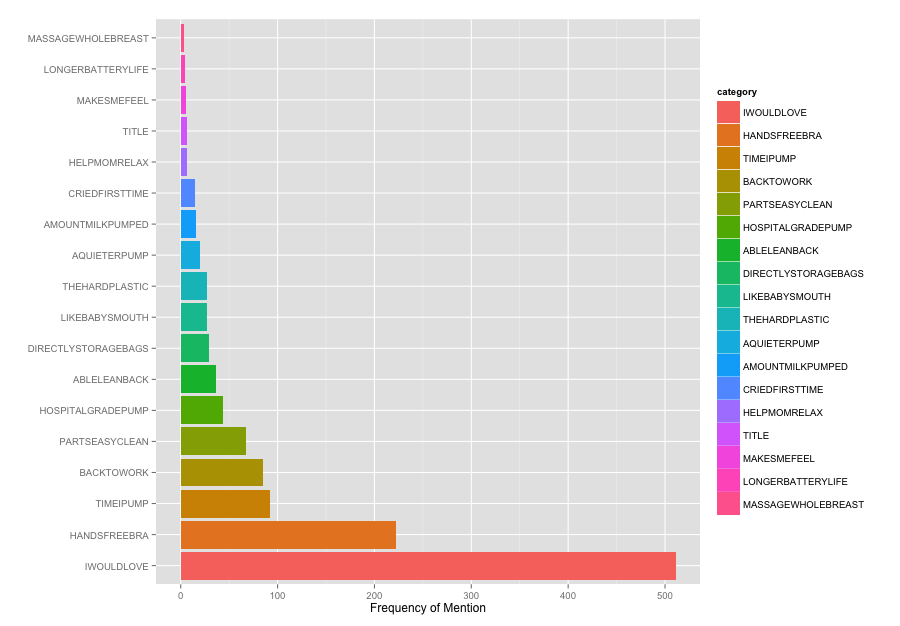 MASSAGEWHOLEBREAST
LONGERBATTERYLIFE
MAKESMEFEEL
TITLE
HELPMOMRELAX
CRIEDFIRSTTIME
AMOUNTMILKPUMPED
AQUIETERPUMP
THEHARDPLASTIC
LIKEBABYSMOUTH
DIRECTLYSTORAGEBAGS
ABLELEANBACK
HOSPITALGRADEPUMP
PARTSEASYCLEAN
BACKTOWORK
TIMEIPUMP
HANDSFREEBRA
IWOULDLOVE
0 100 200 300 400 500
Frequency of Mention
category
IWOULDLOVE
HANDSFREEBRA
TIMEIPUMP
BACKTOWORK
PARTSEASYCLEAN
HOSPITALGRADEPUMP
ABLELEANBACK
DIRECTLYSTORAGEBAGS
LIKEBABYSMOUTH
THEHARDPLASTIC
AQUIETERPUMP
AMOUNTMILKPUMPED
CRIEDFIRSTTIME
HELPMOMRELAX
TITLE
MAKESMEFEEL
LONGERBATTERYLIFE
MASSAGEWHOLEBREAST